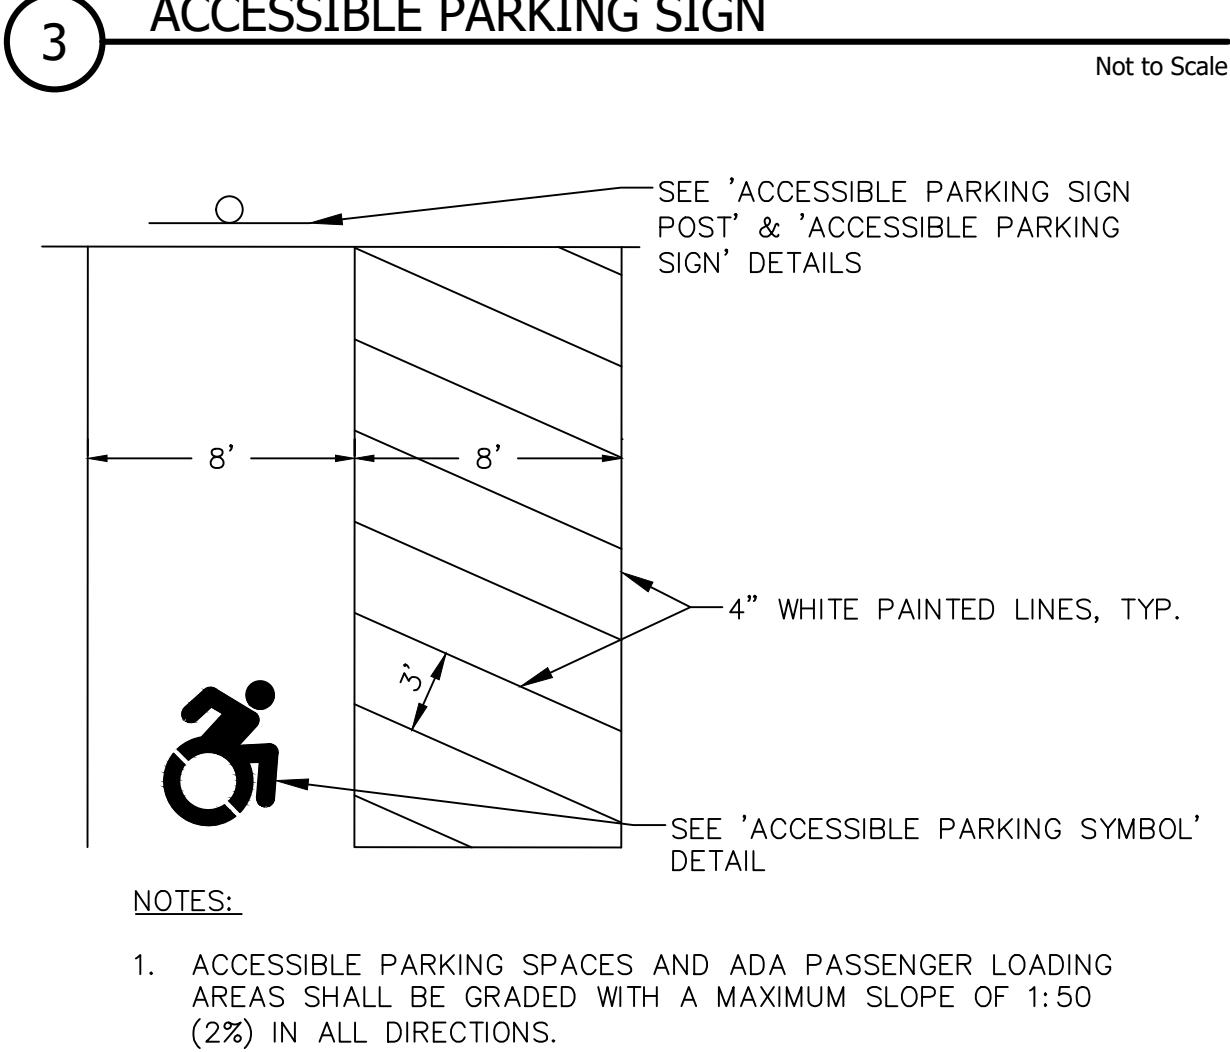 ACCESSIBLE PARKING SIGN
3
Not to Scale
SEE 'ACCESSIBLE PARKING SIGN
POST' & 'ACCESSIBLE PARKING
SIGN' DETAILS
8'
8'
4" WHITE PAINTED LINES, TYP.
3'
SEE 'ACCESSIBLE PARKING SYMBOL'
DETAIL
NOTES:
1. ACCESSIBLE PARKING SPACES AND ADA PASSENGER LOADING
AREAS SHALL BE GRADED WITH A MAXIMUM SLOPE OF 1:50
(2%) IN ALL DIRECTIONS.